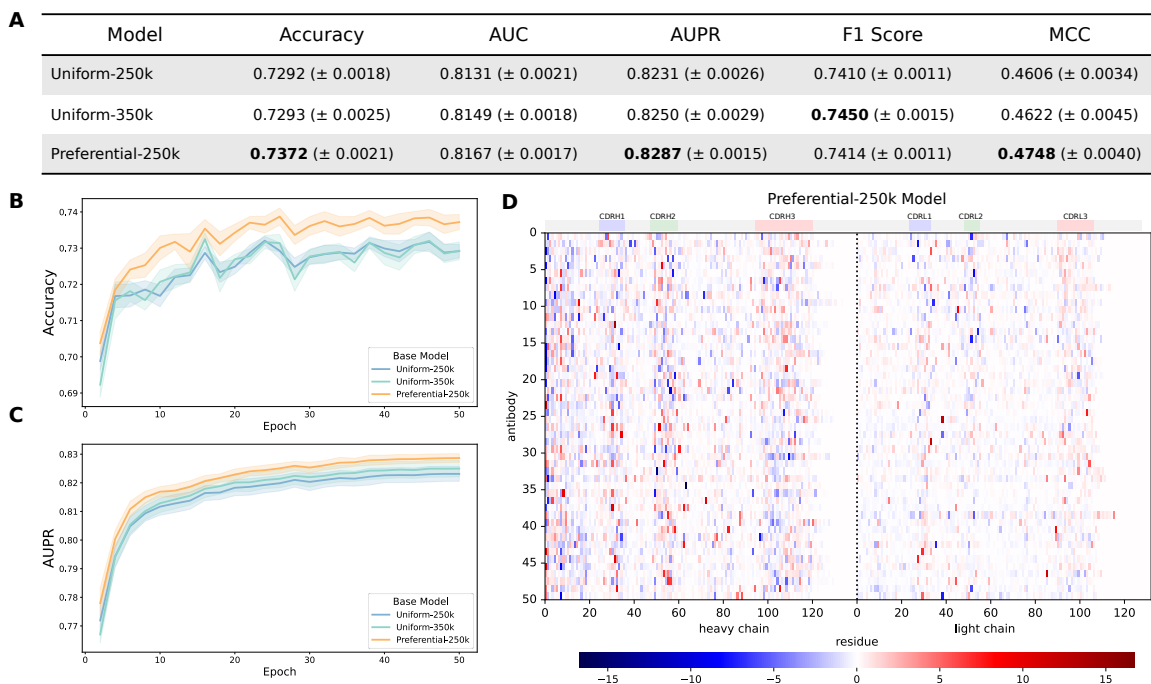 A
Model Accuracy AUC AUPR F1 Score MCC
Uniform-250k 0.7292 (± 0.0018) 0.8131 (± 0.0021) 0.8231 (± 0.0026) 0.7410 (± 0.0011) 0.4606 (± 0.0034)
Uniform-350k 0.7293 (± 0.0025) 0.8149 (± 0.0018) 0.8250 (± 0.0029) 0.7450 (± 0.0015) 0.4622 (± 0.0045)
Preferential-250k 0.7372 (± 0.0021) 0.8167 (± 0.0017) 0.8287 (± 0.0015) 0.7414 (± 0.0011) 0.4748 (± 0.0040)
B
Accuracy
0.74
0.73
0.72
0.71
0.70
0.69
0 10 20 30 40 50
Epoch
Base Model
Uniform-250k
Uniform-350k
Preferential-250k
C
AUPR
0.83
0.82
0.81
0.80
0.79
0.78
0.77
0 10 20 30 40 50
Epoch
Base Model
Uniform-250k
Uniform-350k
Preferential-250k
D
Preferential-250k Model
CDRH1 CDRH2 CDRH3 CDRL1 CDRL2 CDRL3
antibody
0
5
10
15
20
25
30
35
40
45
50
0 20 40 60 80 100 120 0 20 40 60 80 100 120
heavy chain light chain
residue
−15 −10 −5 0 5 10 15